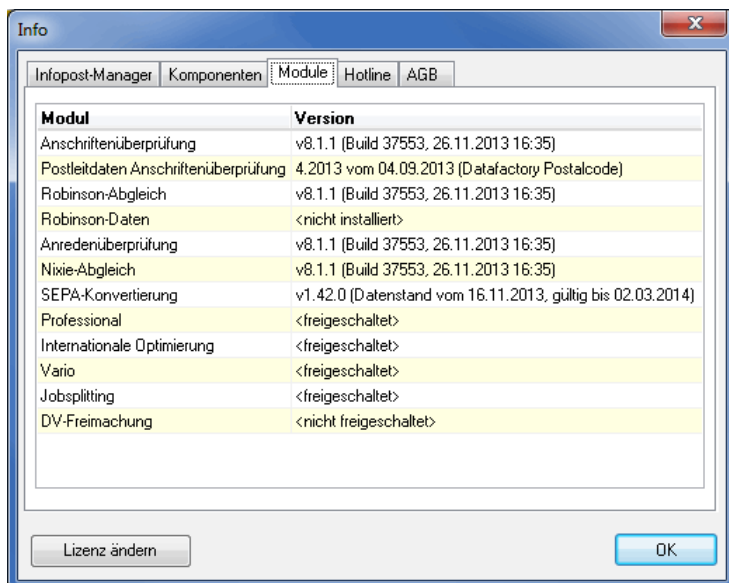 Info
Infopost-Manager Komponenten Module Hotline AGB
Modul Version
Anschriftenüberprüfung v8.1.1 (Build 37553, 26.11.2013 16:35)
Postleitdaten Anschriftenüberprüfung 4.2013 vom 04.09.2013 (Datafactory Postalcode)
Robinson-Abgleich v8.1.1 (Build 37553, 26.11.2013 16:35)
Robinson-Daten <nicht installiert>
Anredenüberprüfung v8.1.1 (Build 37553, 26.11.2013 16:35)
Nixie-Abgleich v8.1.1 (Build 37553, 26.11.2013 16:35)
SEPA-Konvertierung v1.42.0 (Datenstand vom 16.11.2013, gültig bis 02.03.2014)
Professional <freigeschaltet>
Internationale Optimierung <freigeschaltet>
Vario <freigeschaltet>
Jobsplitting <freigeschaltet>
DV-Freimachung <nicht freigeschaltet>
Lizenz ändern OK